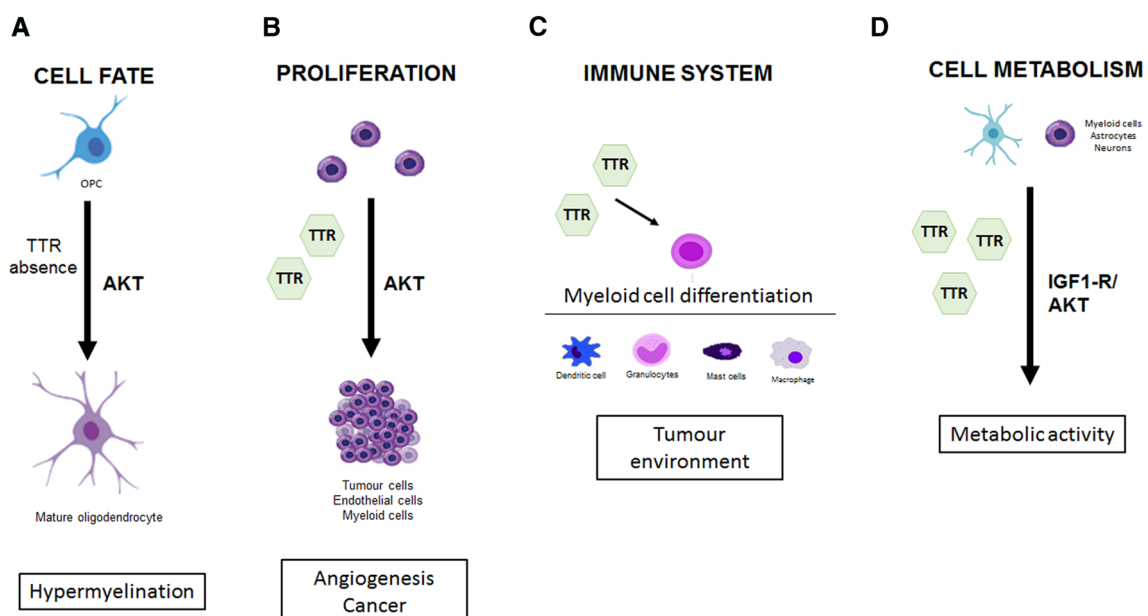 A
CELL FATE
OPC
TTR
absence
AKT
Mature oligodendrocyte
Hypermyelination
B
PROLIFERATION
TTR
TTR
AKT
Tumour cells
Endothelial cells
Myeloid cells
Angiogenesis
Cancer
C
IMMUNE SYSTEM
TTR
TTR
Myeloid cell differentiation
Dendritic cell
Granulocytes
Mast cells
Macrophage
Tumour
environment
D
CELL METABOLISM
Myeloid cells
Astrocytes
Neurons
TTR
TTR
TTR
IGF1-R/
AKT
Metabolic activity